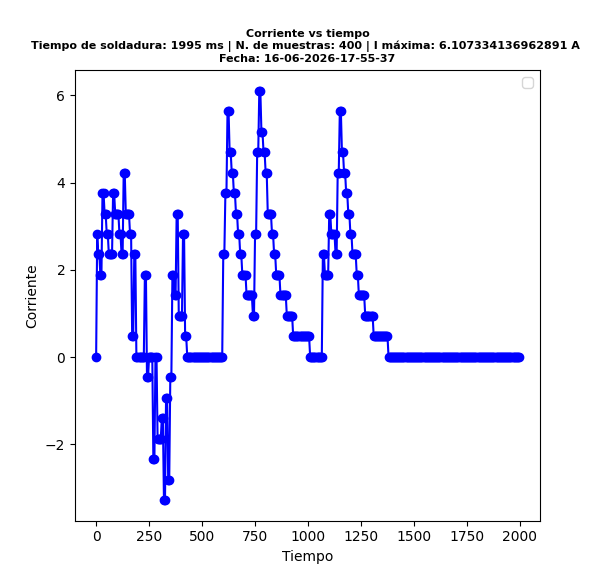 Corriente vs tiempo
Tiempo de soldadura: 1995 ms | N. de muestras: 400 | I máxima: 6.107334136962891 A
Fecha: 16-06-2026-17-55-37
6
4
2
0
−2
Corriente
0 250 500 750 1000 1250 1500 1750 2000
Tiempo